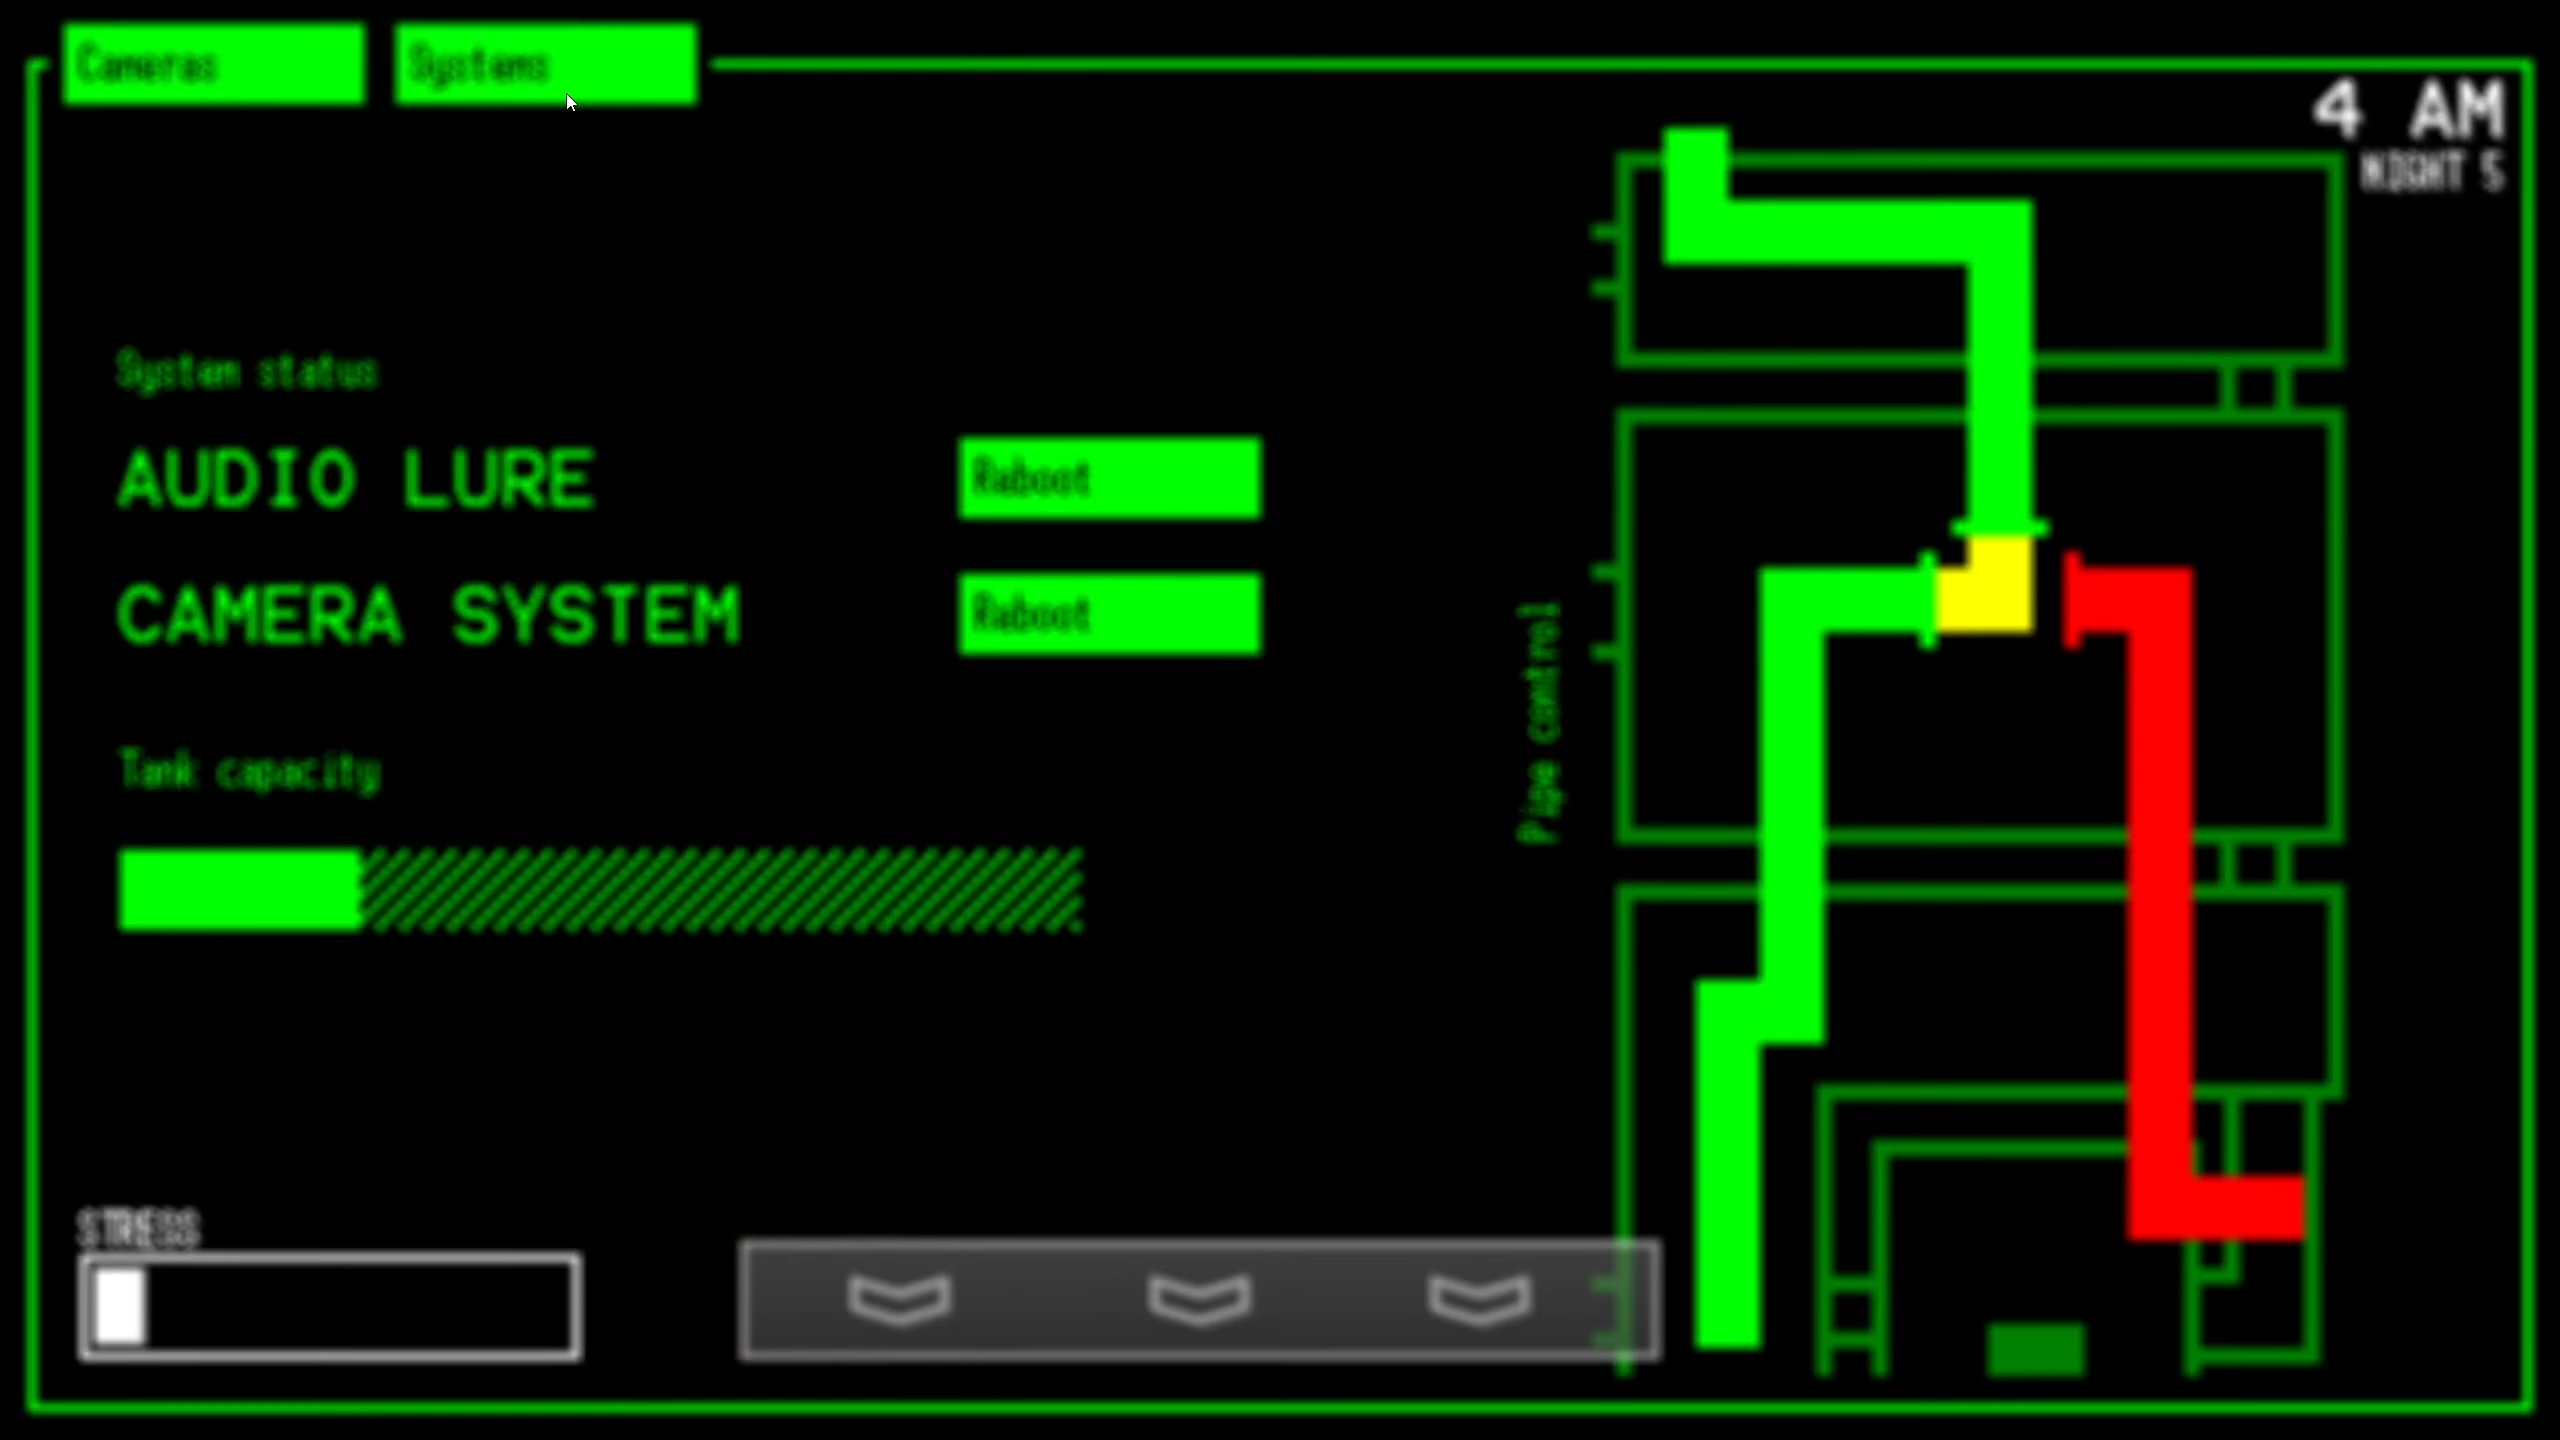 Cameras
Systems
4 AM
NIGHT 5
System status
AUDIO LURE
Reboot
CAMERA SYSTEM
Reboot
Pipe control
Tank capacity
STRESS